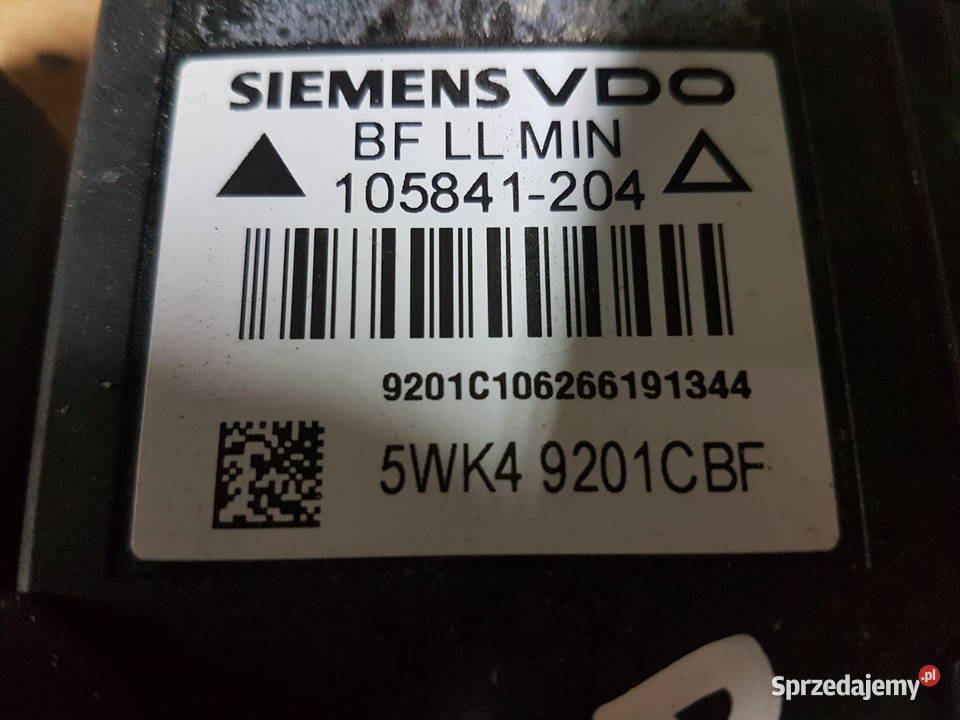 SIEMENS VDO
BF LL MIN
105841-204
9201C106266191344
5WK4 9201CBF
Sprzedajemy.pl